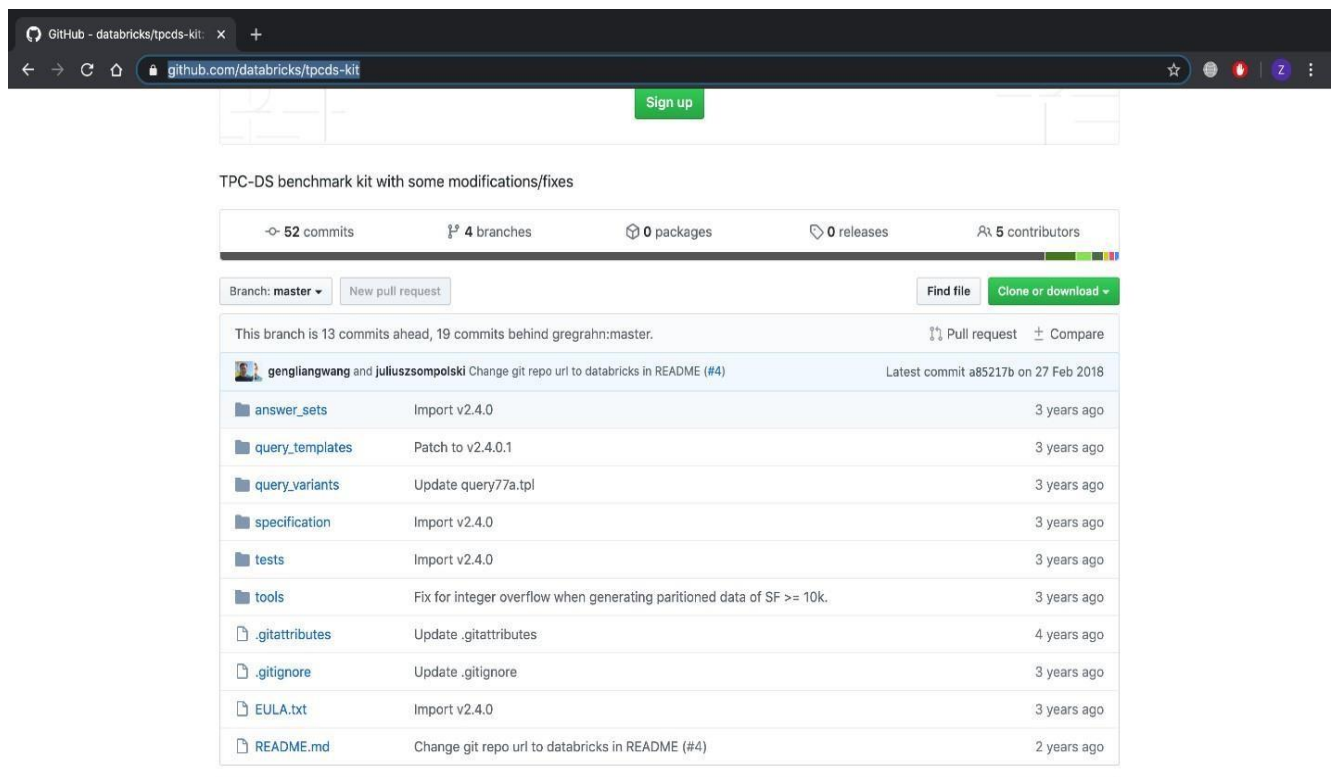 GitHub - databricks/tpcds-kit:
github.com/databricks/tpcds-kit
Z
Sign up
TPC-DS benchmark kit with some modifications/fixes
52 commits 4 branches 0 packages 0 releases 5 contributors
Branch: master New pull request Find file Clone or download
This branch is 13 commits ahead, 19 commits behind gregrahn:master. Pull request Compare
gengliangwang and juliuszsompolski Change git repo url to databricks in README (#4) Latest commit a85217b on 27 Feb 2018
answer_sets Import v2.4.0 3 years ago
query_templates Patch to v2.4.0.1 3 years ago
query_variants Update query77a.tpl 3 years ago
specification Import v2.4.0 3 years ago
tests Import v2.4.0 3 years ago
tools Fix for integer overflow when generating paritioned data of SF >= 10k. 3 years ago
.gitattributes Update .gitattributes 4 years ago
.gitignore Update .gitignore 3 years ago
EULA.txt Import v2.4.0 3 years ago
README.md Change git repo url to databricks in README (#4) 2 years ago